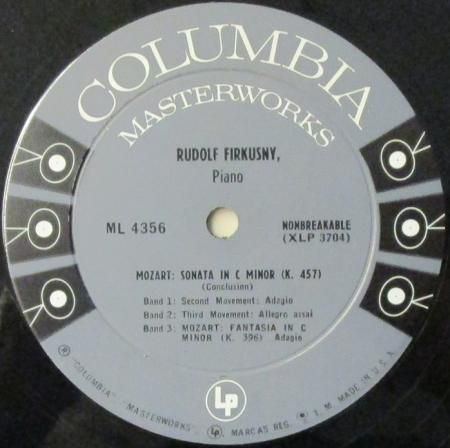 COLUMBIA
MASTERWORKS
RUDOLF FIRKUSNY,
Piano
ML 4356
NONBREAKABLE
(XLP 3704)
MOZART: SONATA IN C MINOR (K. 457)
(Conclusion)
Band 1: Second Movement: Adagio
Band 2: Third Movement: Allegro assai
Band 3: MOZART: FANTASIA IN C
MINOR (K. 396) Adagio
Lp
® "COLUMBIA" - MASTERWORKS - Lp MARCAS REG. T. M. MADE IN U.S.A.